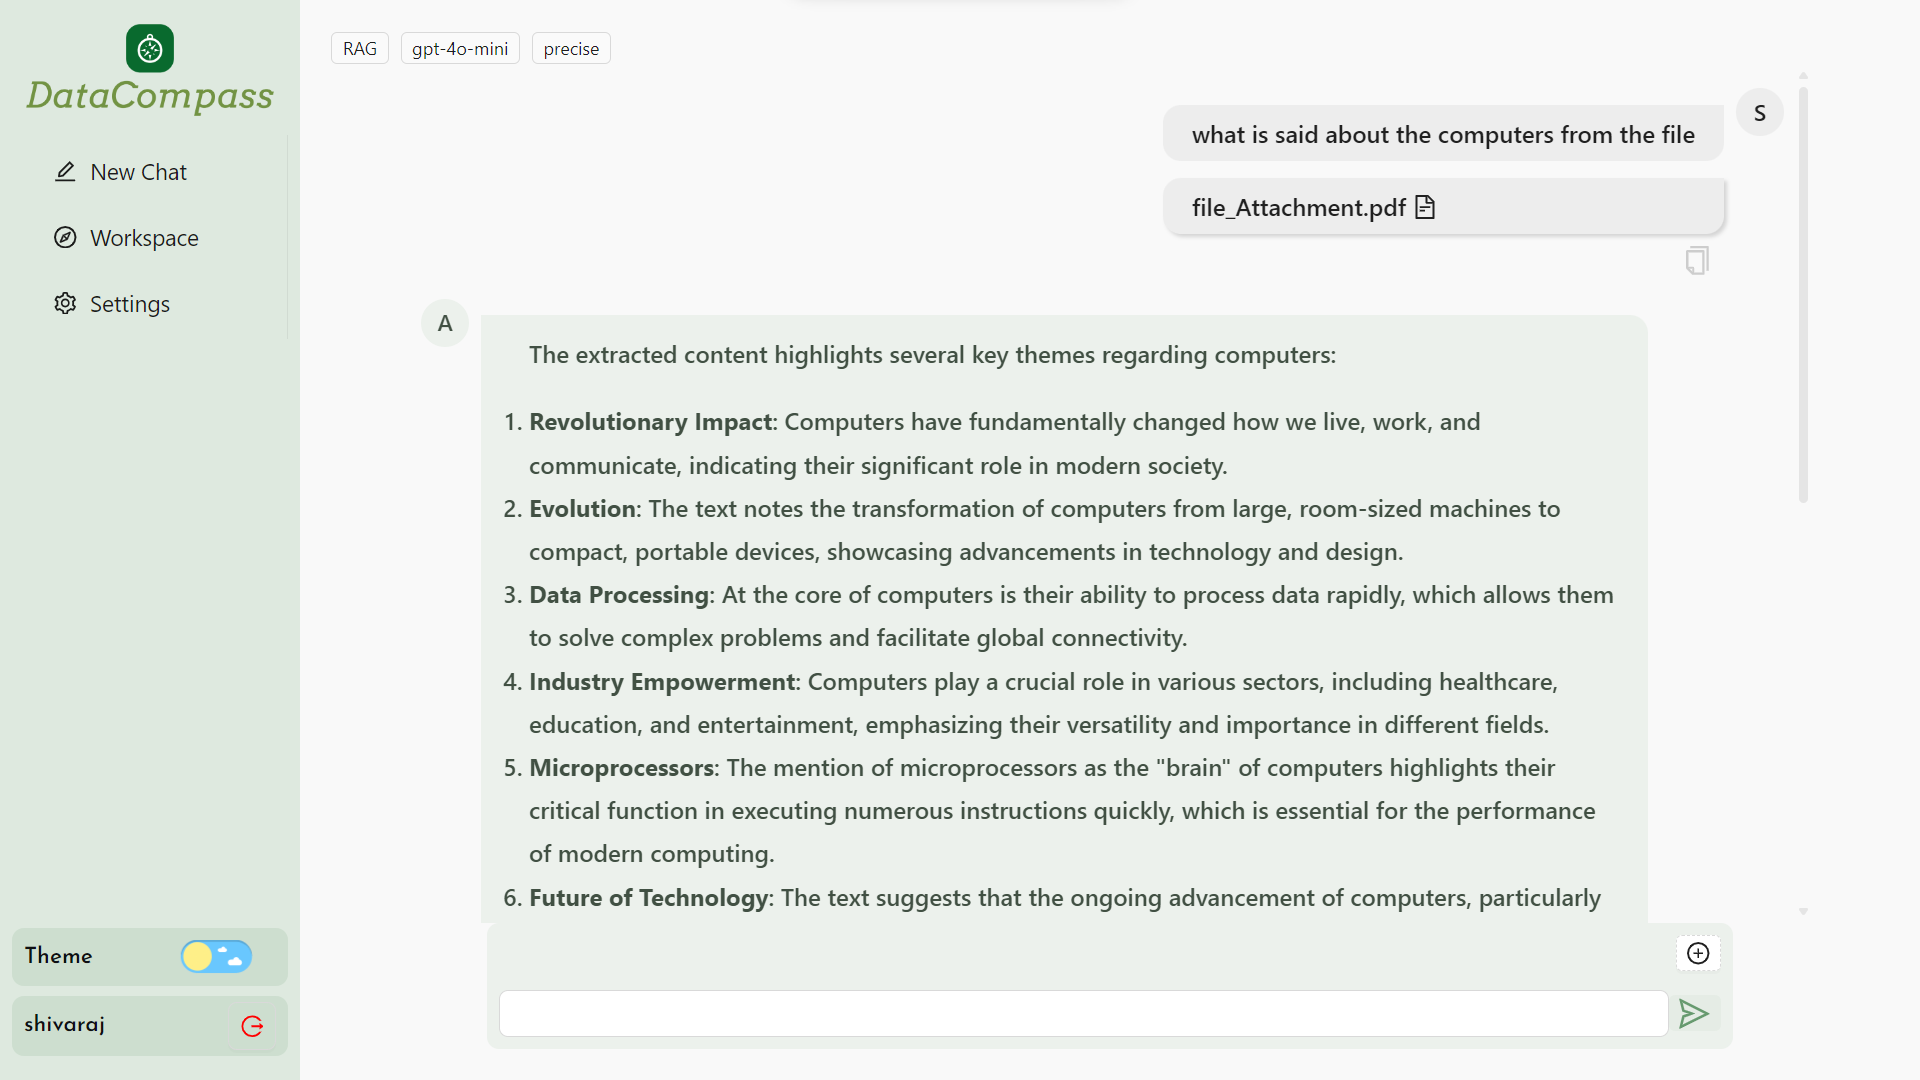 DataCompass
New Chat
Workspace
Settings
Theme
shivaraj
RAG
gpt-4o-mini
precise
S
what is said about the computers from the file
file_Attachment.pdf
A
The extracted content highlights several key themes regarding computers:
1. Revolutionary Impact: Computers have fundamentally changed how we live, work, and
communicate, indicating their significant role in modern society.
2. Evolution: The text notes the transformation of computers from large, room-sized machines to
compact, portable devices, showcasing advancements in technology and design.
3. Data Processing: At the core of computers is their ability to process data rapidly, which allows them
to solve complex problems and facilitate global connectivity.
4. Industry Empowerment: Computers play a crucial role in various sectors, including healthcare,
education, and entertainment, emphasizing their versatility and importance in different fields.
5. Microprocessors: The mention of microprocessors as the "brain" of computers highlights their
critical function in executing numerous instructions quickly, which is essential for the performance
of modern computing.
6. Future of Technology: The text suggests that the ongoing advancement of computers, particularly